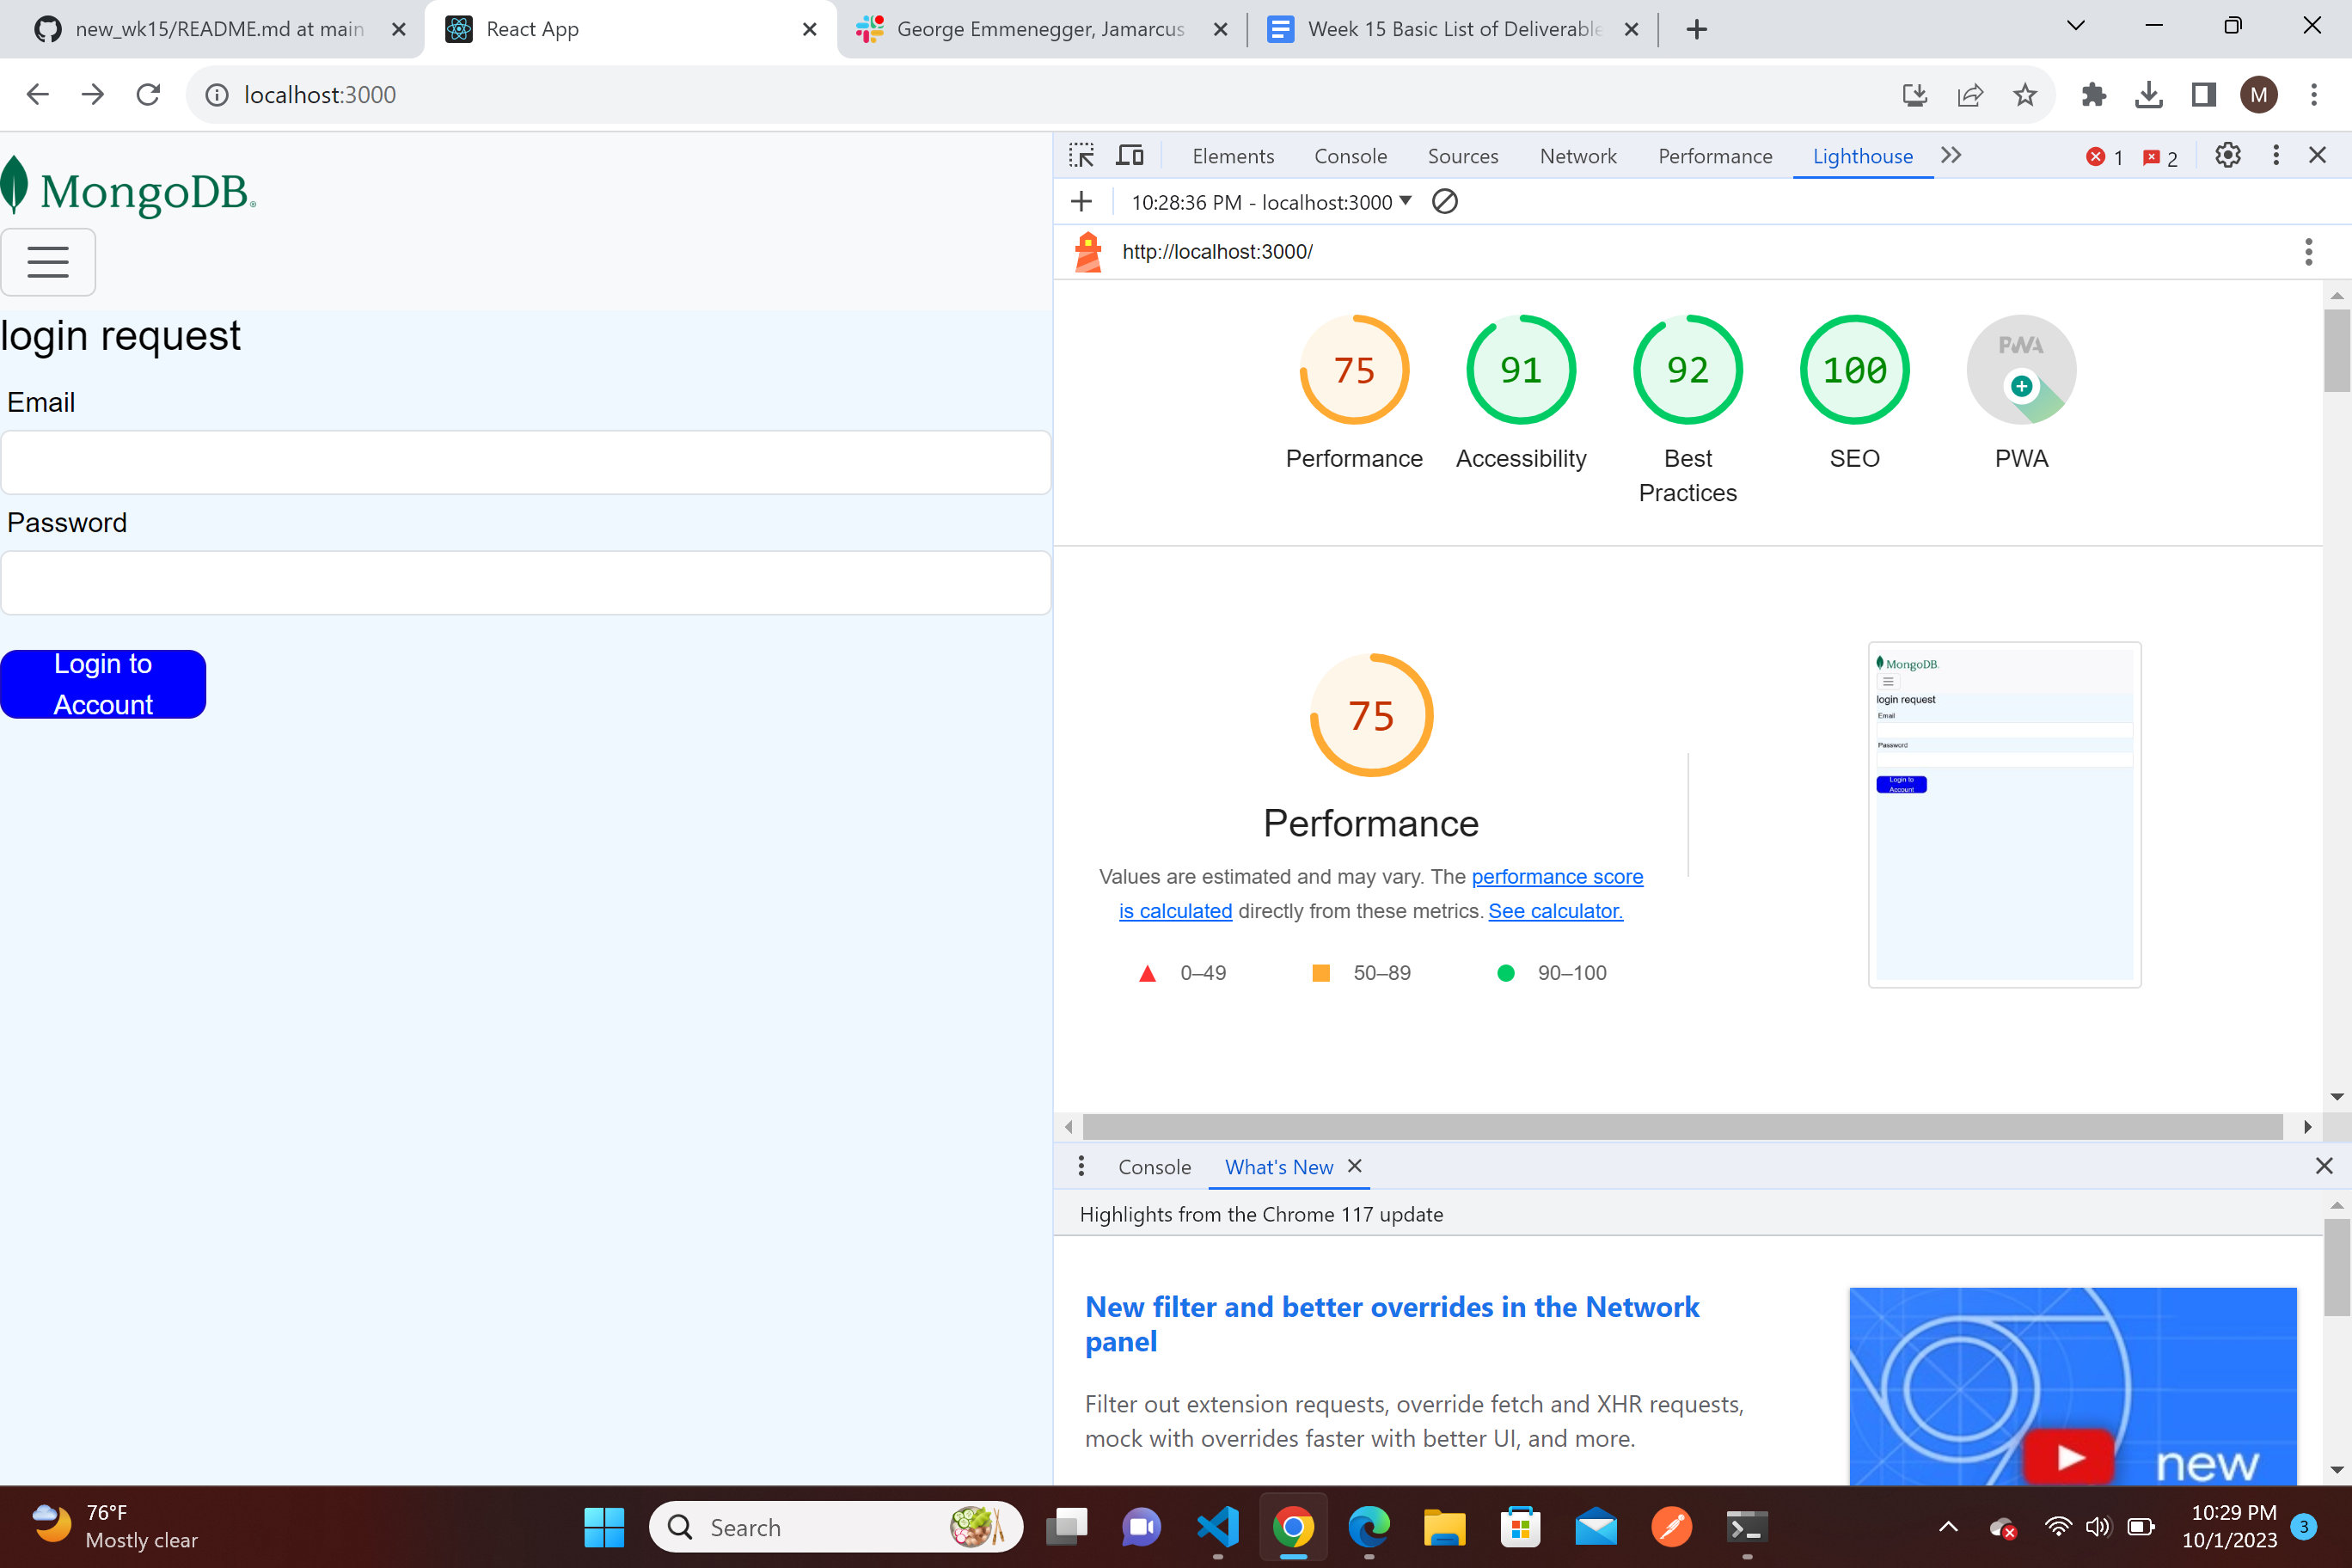 new_wk15/README.md at main
React App
George Emmenegger, Jamarcus
Week 15 Basic List of Deliverable
localhost:3000
M
MongoDB®
login request
Email
Password
Login to
Account
Elements
Console
Sources
Network
Performance
Lighthouse
1
2
10:28:36 PM - localhost:3000
http://localhost:3000/
75
91
92
100
PWA
Performance
Accessibility
Best
Practices
SEO
PWA
75
Performance
Values are estimated and may vary. The performance score
is calculated directly from these metrics. See calculator.
0–49
50–89
90–100
MongoDB.
login request
Email
Password
Login to
Account
Console
What's New
Highlights from the Chrome 117 update
New filter and better overrides in the Network
panel
Filter out extension requests, override fetch and XHR requests,
mock with overrides faster with better UI, and more.
new
76°F
Mostly clear
Search
10:29 PM
10/1/2023
3